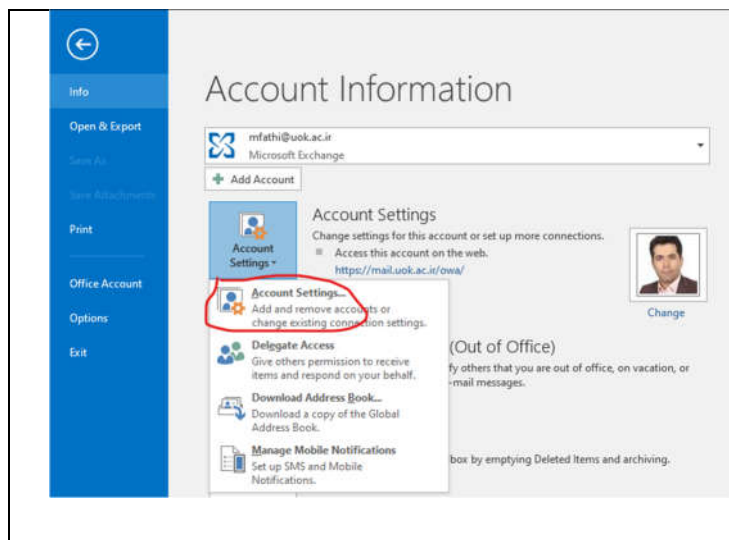 Info
Open & Export
Save As
Save Attachments
Print
Office Account
Options
Exit
Account Information
mfathi@uok.ac.ir
Microsoft Exchange
Add Account
Account
Settings
Account Settings
Change settings for this account or set up more connections.
Access this account on the web.
https://mail.uok.ac.ir/owa/
Change
Account Settings...
Add and remove accounts or
change existing connection settings.
Delegate Access
Give others permission to receive
items and respond on your behalf.
Download Address Book...
Download a copy of the Global
Address Book.
Manage Mobile Notifications
Set up SMS and Mobile
Notifications.
(Out of Office)
fy others that you are out of office, on vacation, or
-mail messages.
box by emptying Deleted Items and archiving.